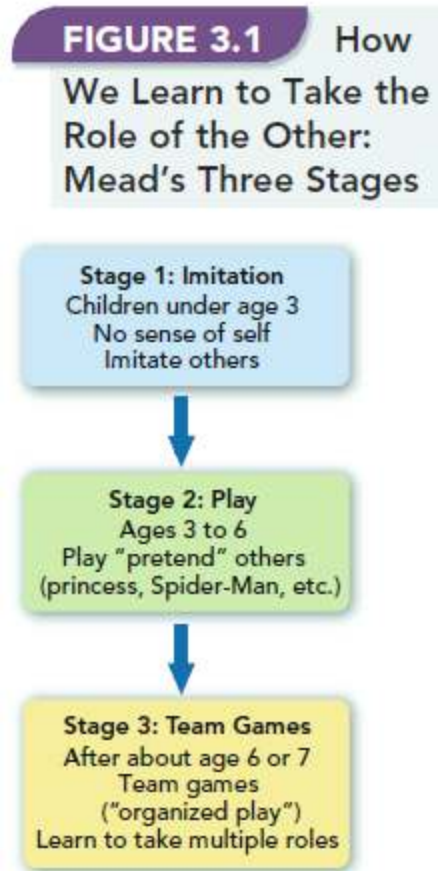 FIGURE 3.1 How
We Learn to Take the
Role of the Other:
Mead's Three Stages
Stage 1: Imitation
Children under age 3
No sense of self
Imitate others
Stage 2: Play
Ages 3 to 6
Play "pretend" others
(princess, Spider-Man, etc.)
Stage 3: Team Games
After about age 6 or 7
Team games
("organized play")
Learn to take multiple roles